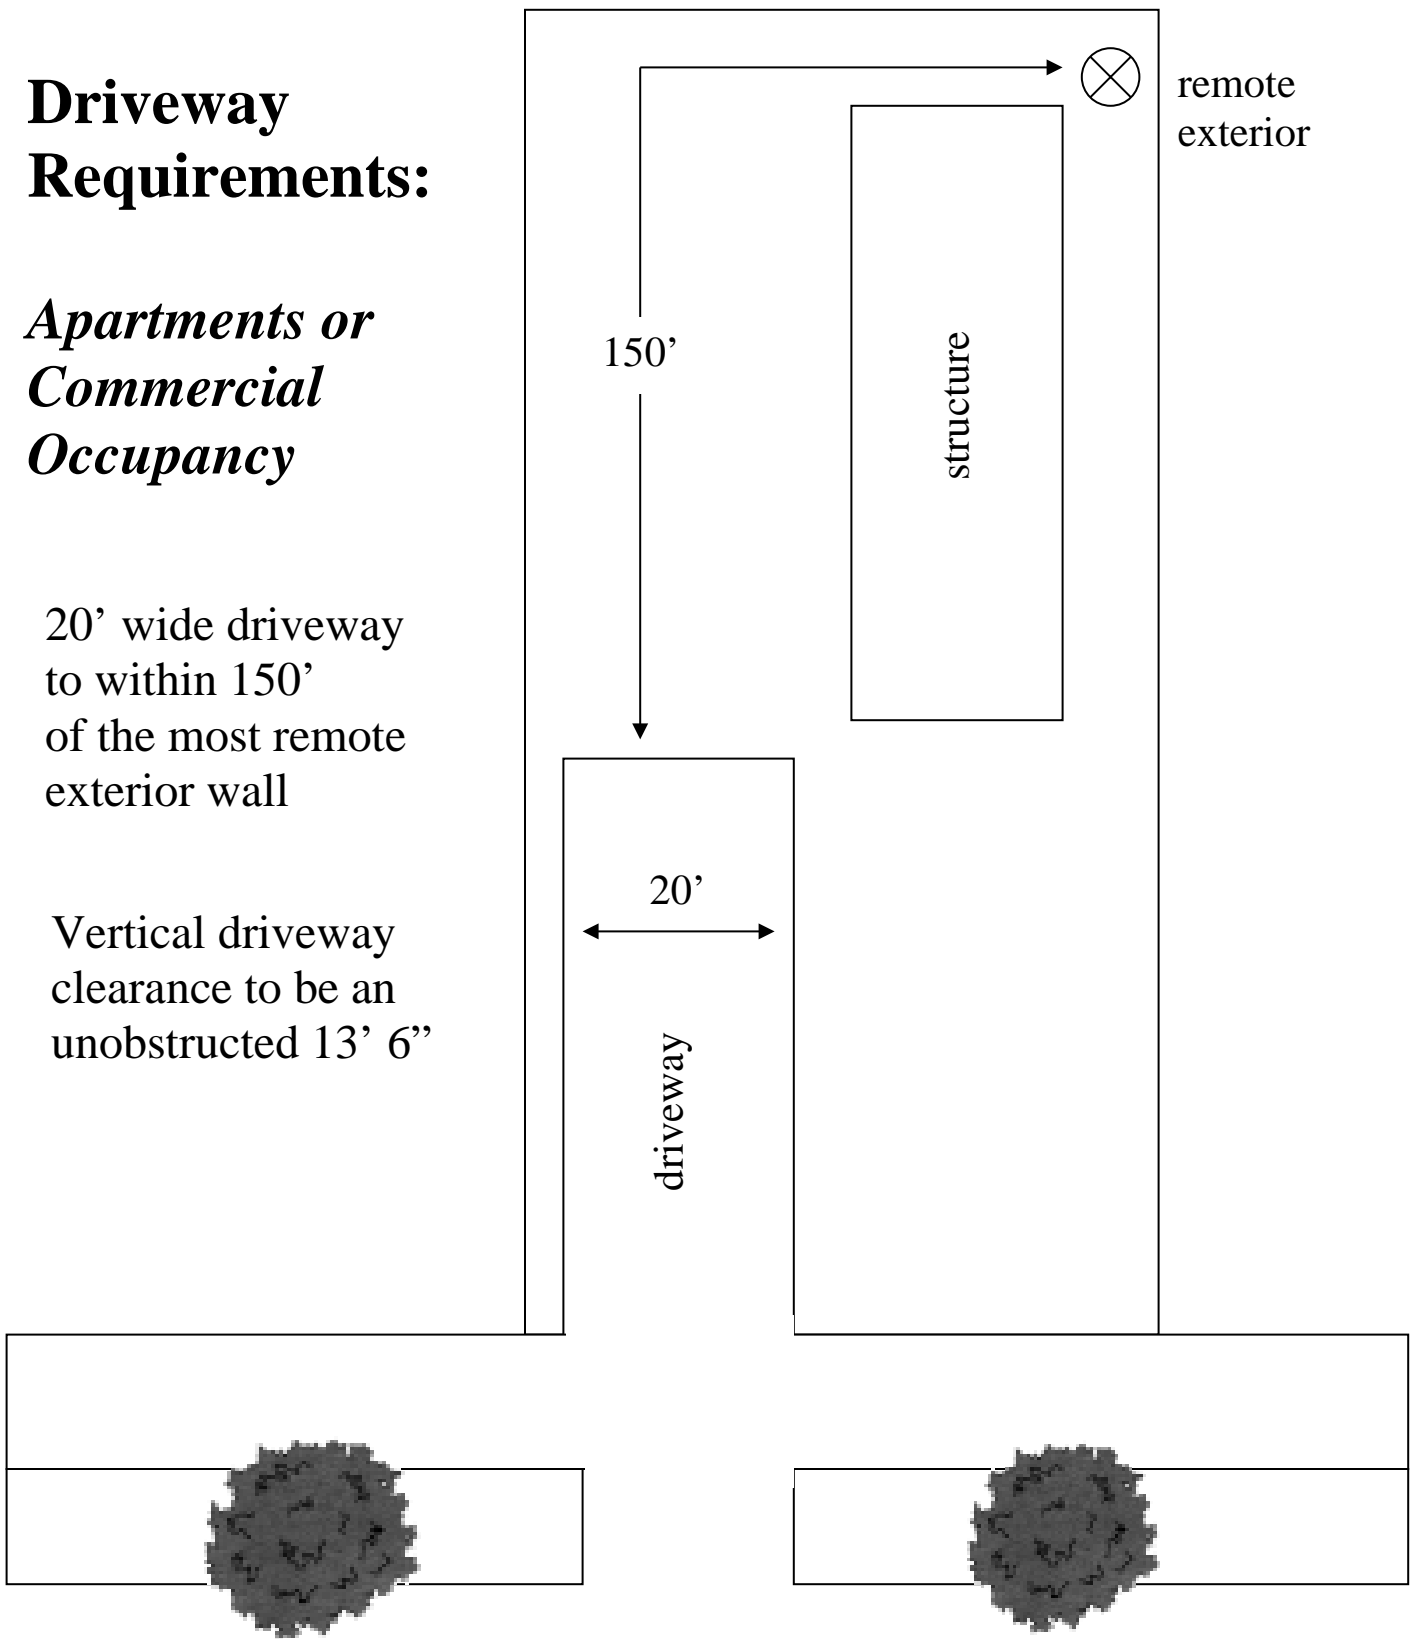 Driveway
Requirements:
Apartments or
Commercial
Occupancy
20’ wide driveway
to within 150’
of the most remote
exterior wall
Vertical driveway
clearance to be an
unobstructed 13’ 6”
remote
exterior
150’
structure
20’
driveway